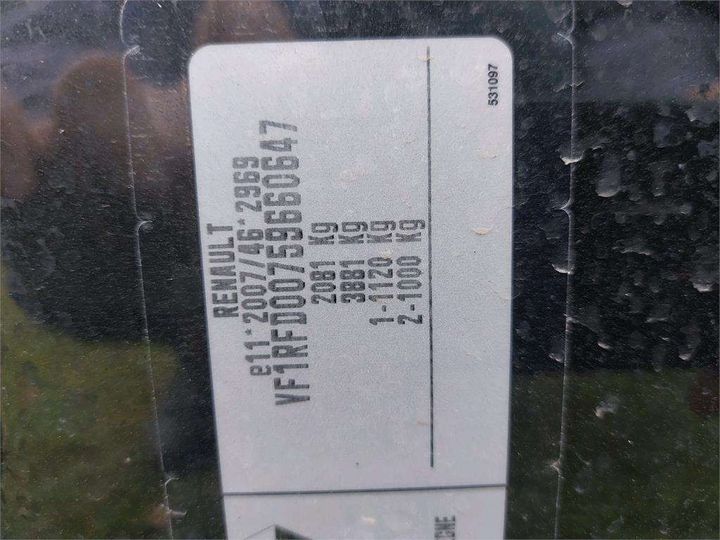 RENAULT
e11*2007/46*2969
VF1RFD00759660647
2081 Kg
3881 Kg
1-1120 Kg
2-1000 Kg
531097